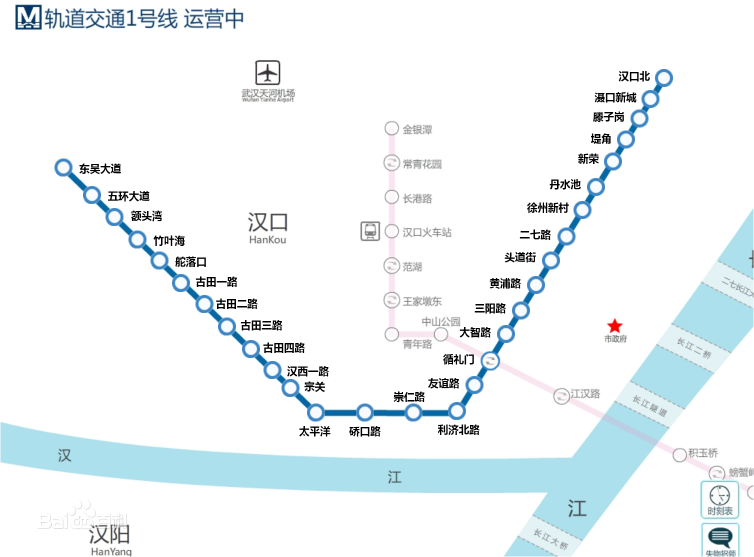 轨道交通1号线 运营中
武汉天河机场
Wuhan Tianhe Airport
汉口北
滠口新城
滕子岗
堤角
新荣
丹水池
徐州新村
二七路
头道街
黄浦路
三阳路
大智路
循礼门
友谊路
利济北路
崇仁路
硚口路
太平洋
宗关
汉西一路
古田四路
古田三路
古田二路
古田一路
舵落口
竹叶海
额头湾
五环大道
东吴大道
金银潭
常青花园
长港路
汉口火车站
范湖
王家墩东
青年路
中山公园
江汉路
积玉桥
螃蟹岬
汉口
HanKou
市政府
二七长江
长江二桥
长江隧道
长江大桥
汉
江
江
长
汉阳
HanYang
时刻表
Bai百科